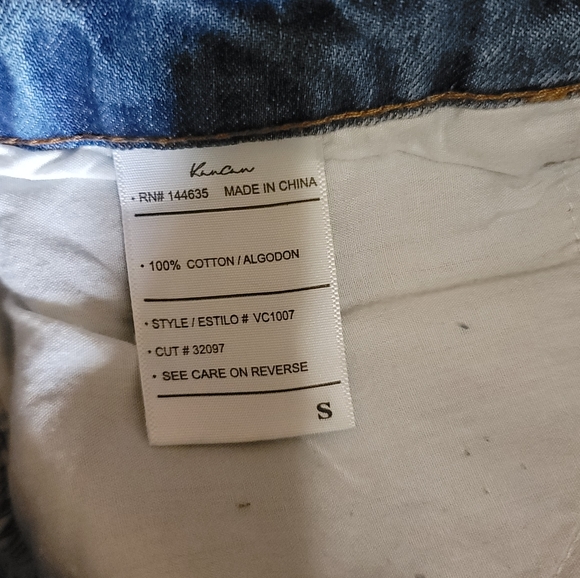 KanCan
• RN# 144635 MADE IN CHINA
• 100% COTTON / ALGODON
• STYLE / ESTILO # VC1007
• CUT # 32097
• SEE CARE ON REVERSE
S